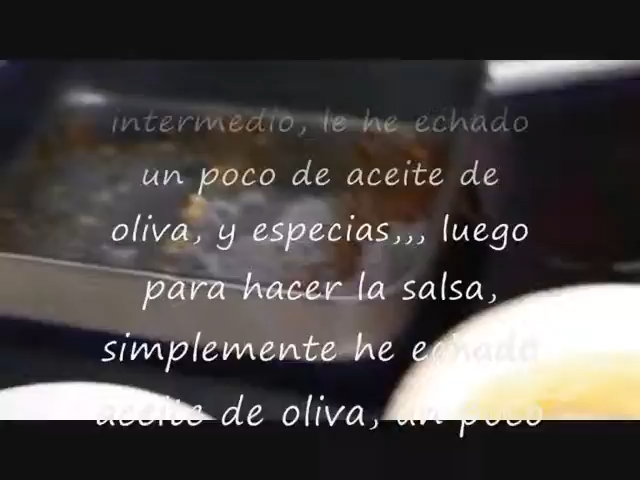 intermedio, le he echado
un poco de aceite de
oliva, y especias,,, luego
para hacer la salsa,
simplemente he echado
aceite de oliva, un poco